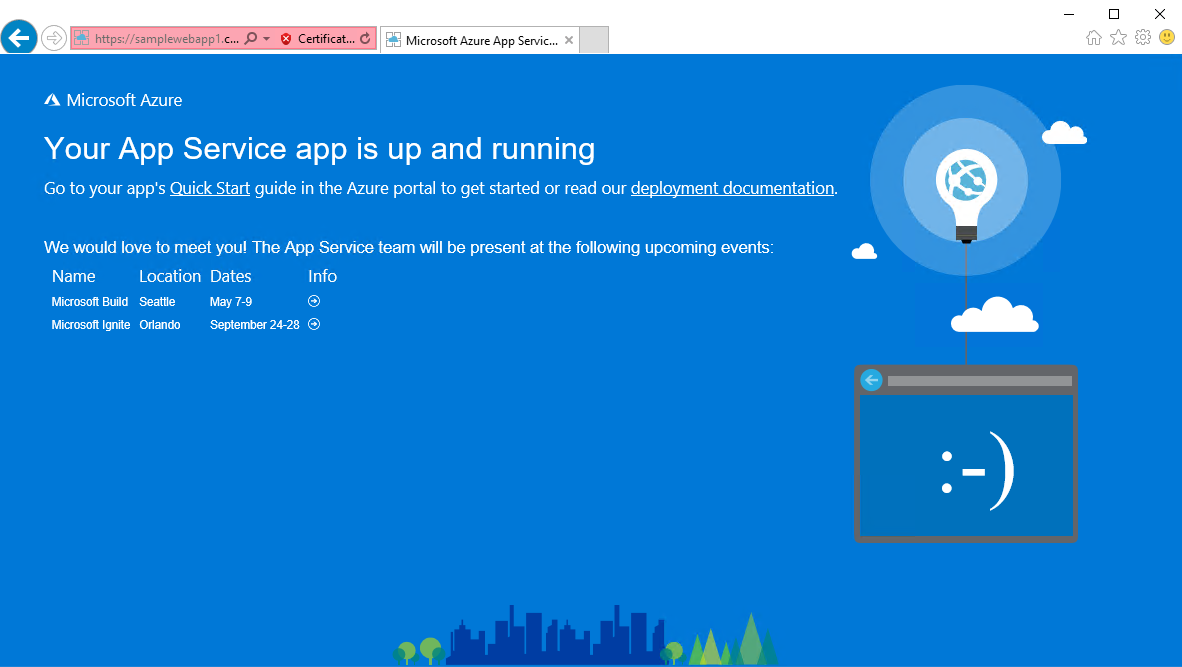 https://samplewebapp1.c... Certificat... Microsoft Azure App Servic...
Microsoft Azure
Your App Service app is up and running
Go to your app's Quick Start guide in the Azure portal to get started or read our deployment documentation.
We would love to meet you! The App Service team will be present at the following upcoming events:
Name Location Dates Info
Microsoft Build Seattle May 7-9
Microsoft Ignite Orlando September 24-28
:-)